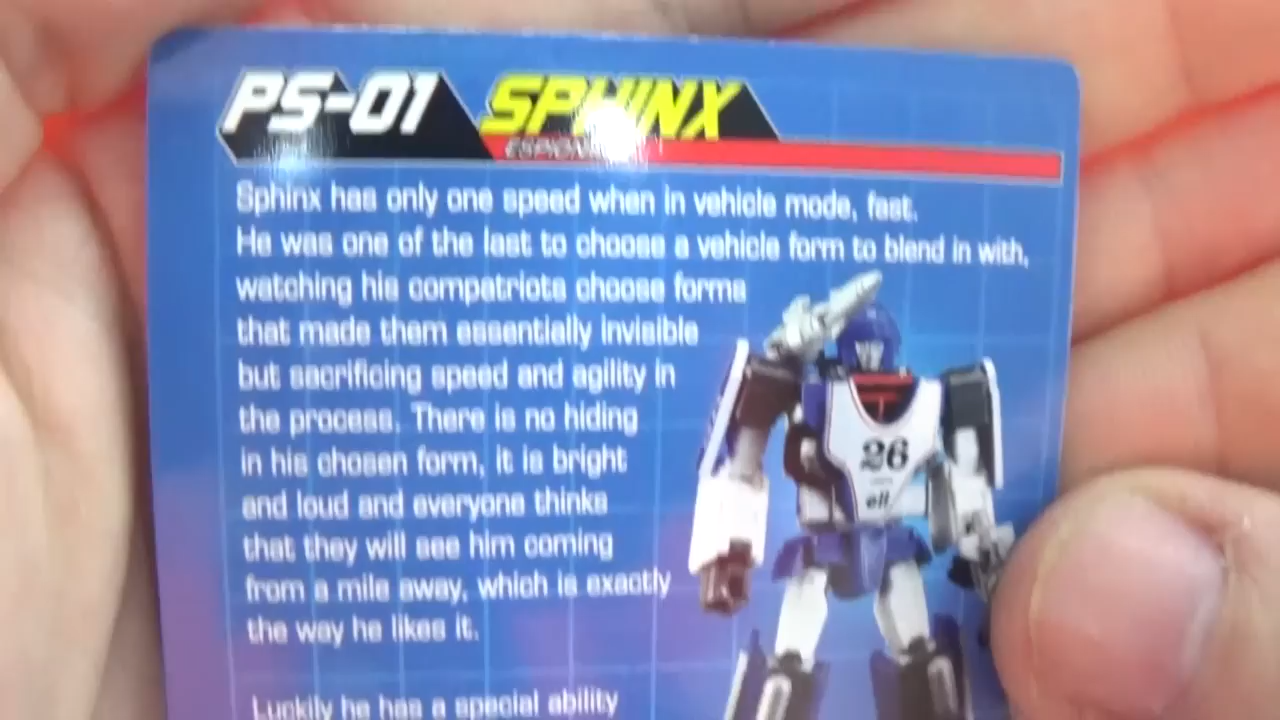 PS-01 SPHINX
Sphinx has only one speed when in vehicle mode, fast.
He was one of the last to choose a vehicle form to blend in with,
watching his compatriots choose forms
that made them essentially invisible
but sacrificing speed and agility in
the process. There is no hiding
in his chosen form, it is bright
and loud and everyone thinks
that they will see him coming
from a mile away, which is exactly
the way he likes it.
Luckily he has a special ability
26
elf